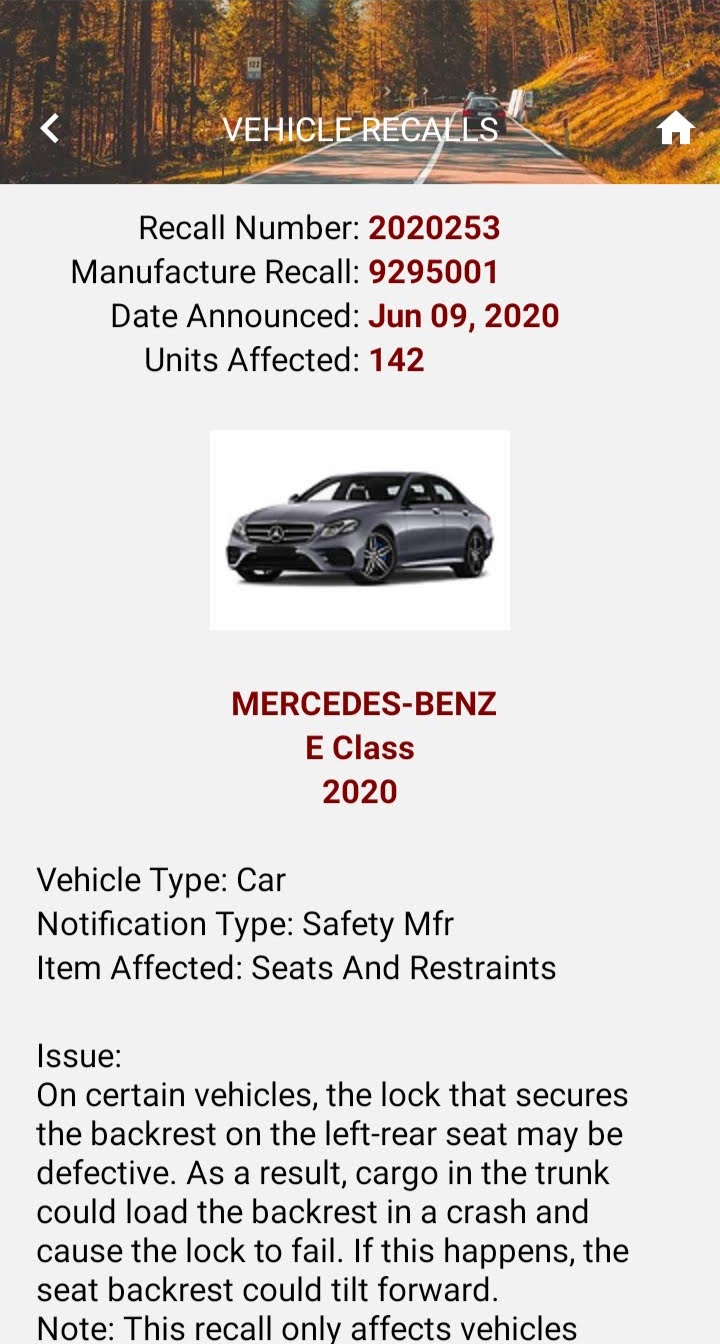 VEHICLE RECALLS
Recall Number: 2020253
Manufacture Recall: 9295001
Date Announced: Jun 09, 2020
Units Affected: 142
MERCEDES-BENZ
E Class
2020
Vehicle Type: Car
Notification Type: Safety Mfr
Item Affected: Seats And Restraints
Issue:
On certain vehicles, the lock that secures
the backrest on the left-rear seat may be
defective. As a result, cargo in the trunk
could load the backrest in a crash and
cause the lock to fail. If this happens, the
seat backrest could tilt forward.
Note: This recall only affects vehicles